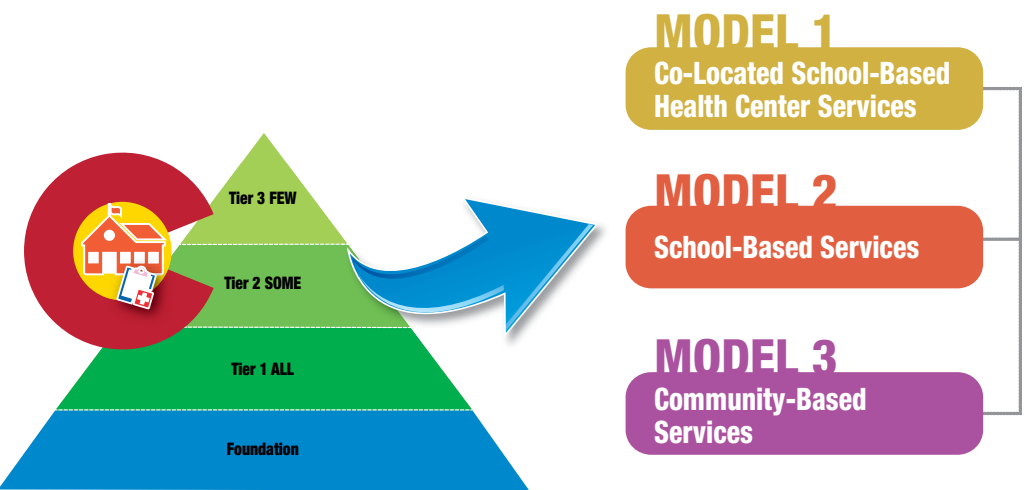 Tier 3 FEW
Tier 2 SOME
Tier 1 ALL
Foundation
MODEL 1
Co-Located School-Based
Health Center Services
MODEL 2
School-Based Services
MODEL 3
Community-Based
Services